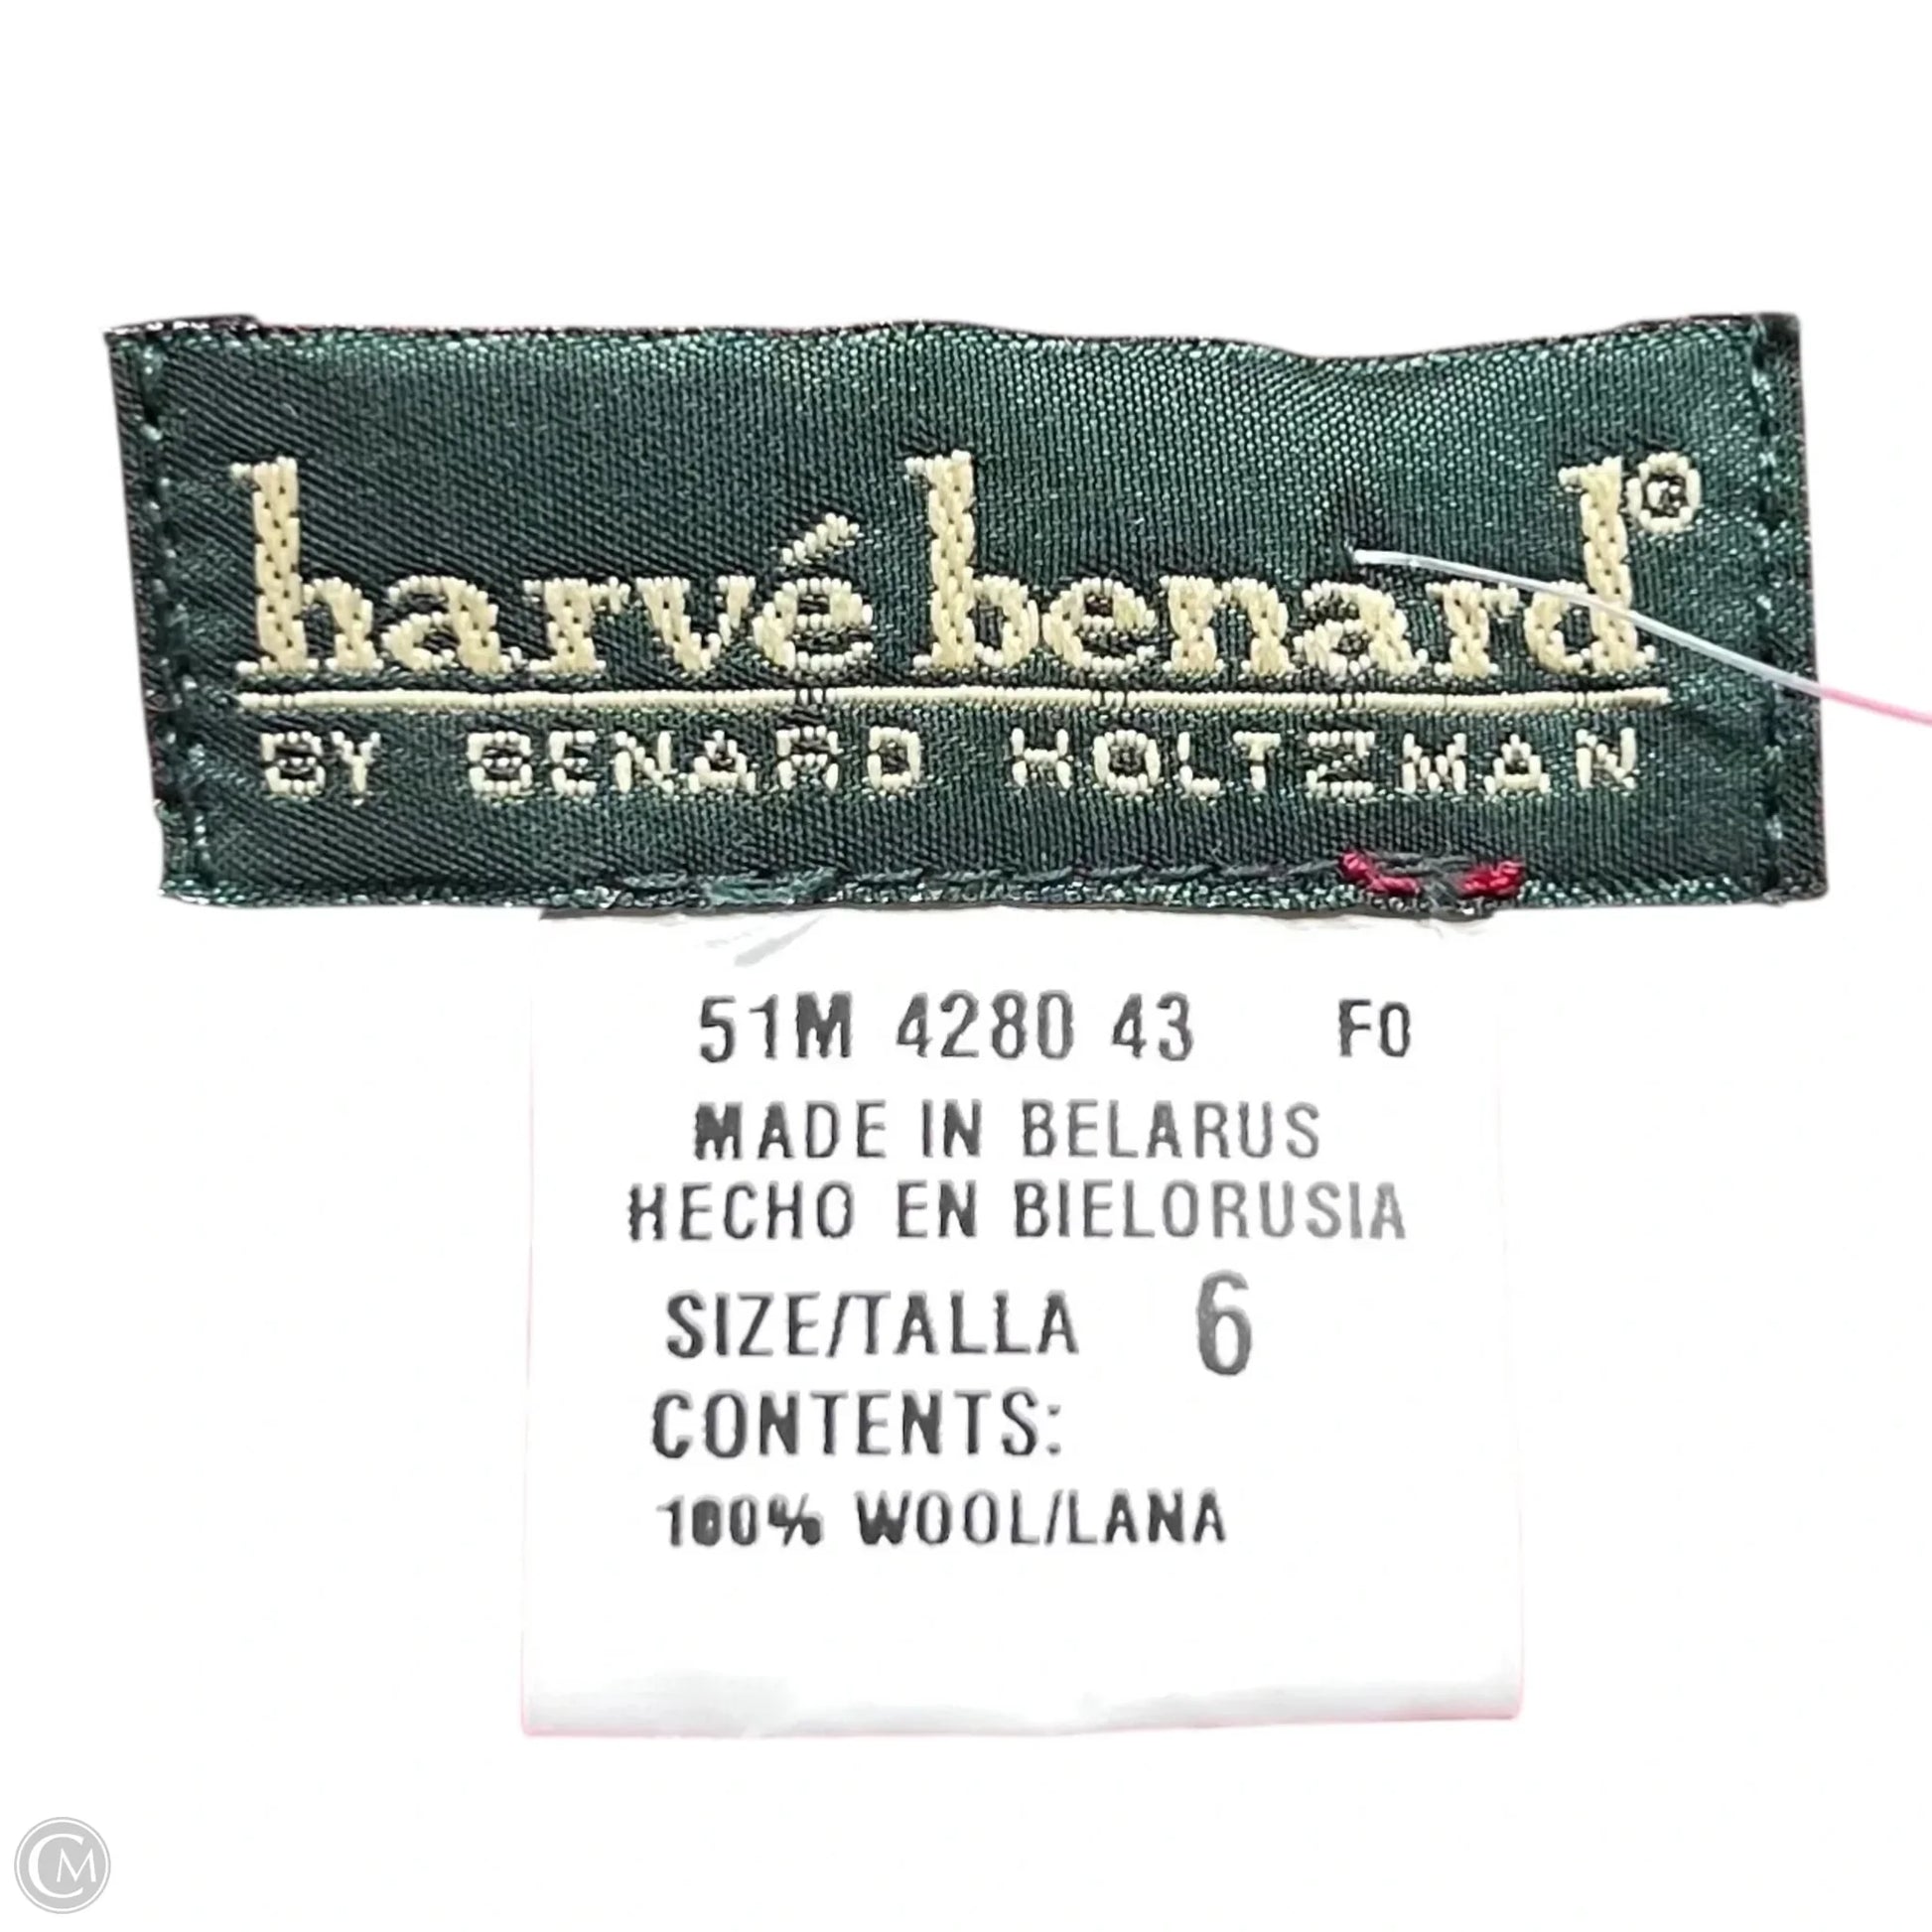 harvé benard®
BY BENARD HOLTZMAN
51M 4280 43 F0
MADE IN BELARUS
HECHO EN BIELORUSIA
SIZE/TALLA 6
CONTENTS:
100% WOOL/LANA
CM